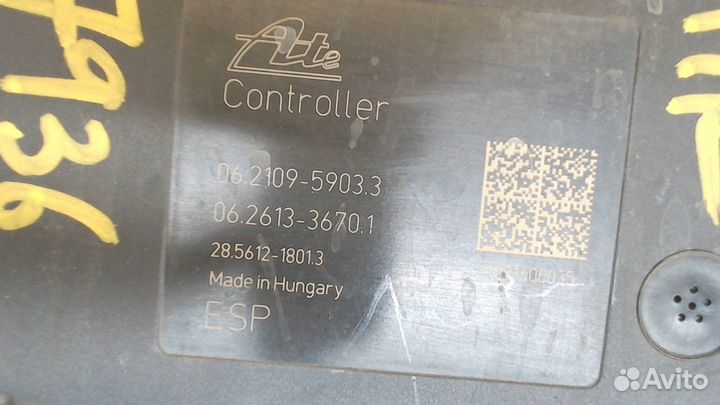 Ate
Controller
06.2109-5903.3
06.2613-3670.1
28.5612-1801.3
Made in Hungary
ESP
7936
Avito